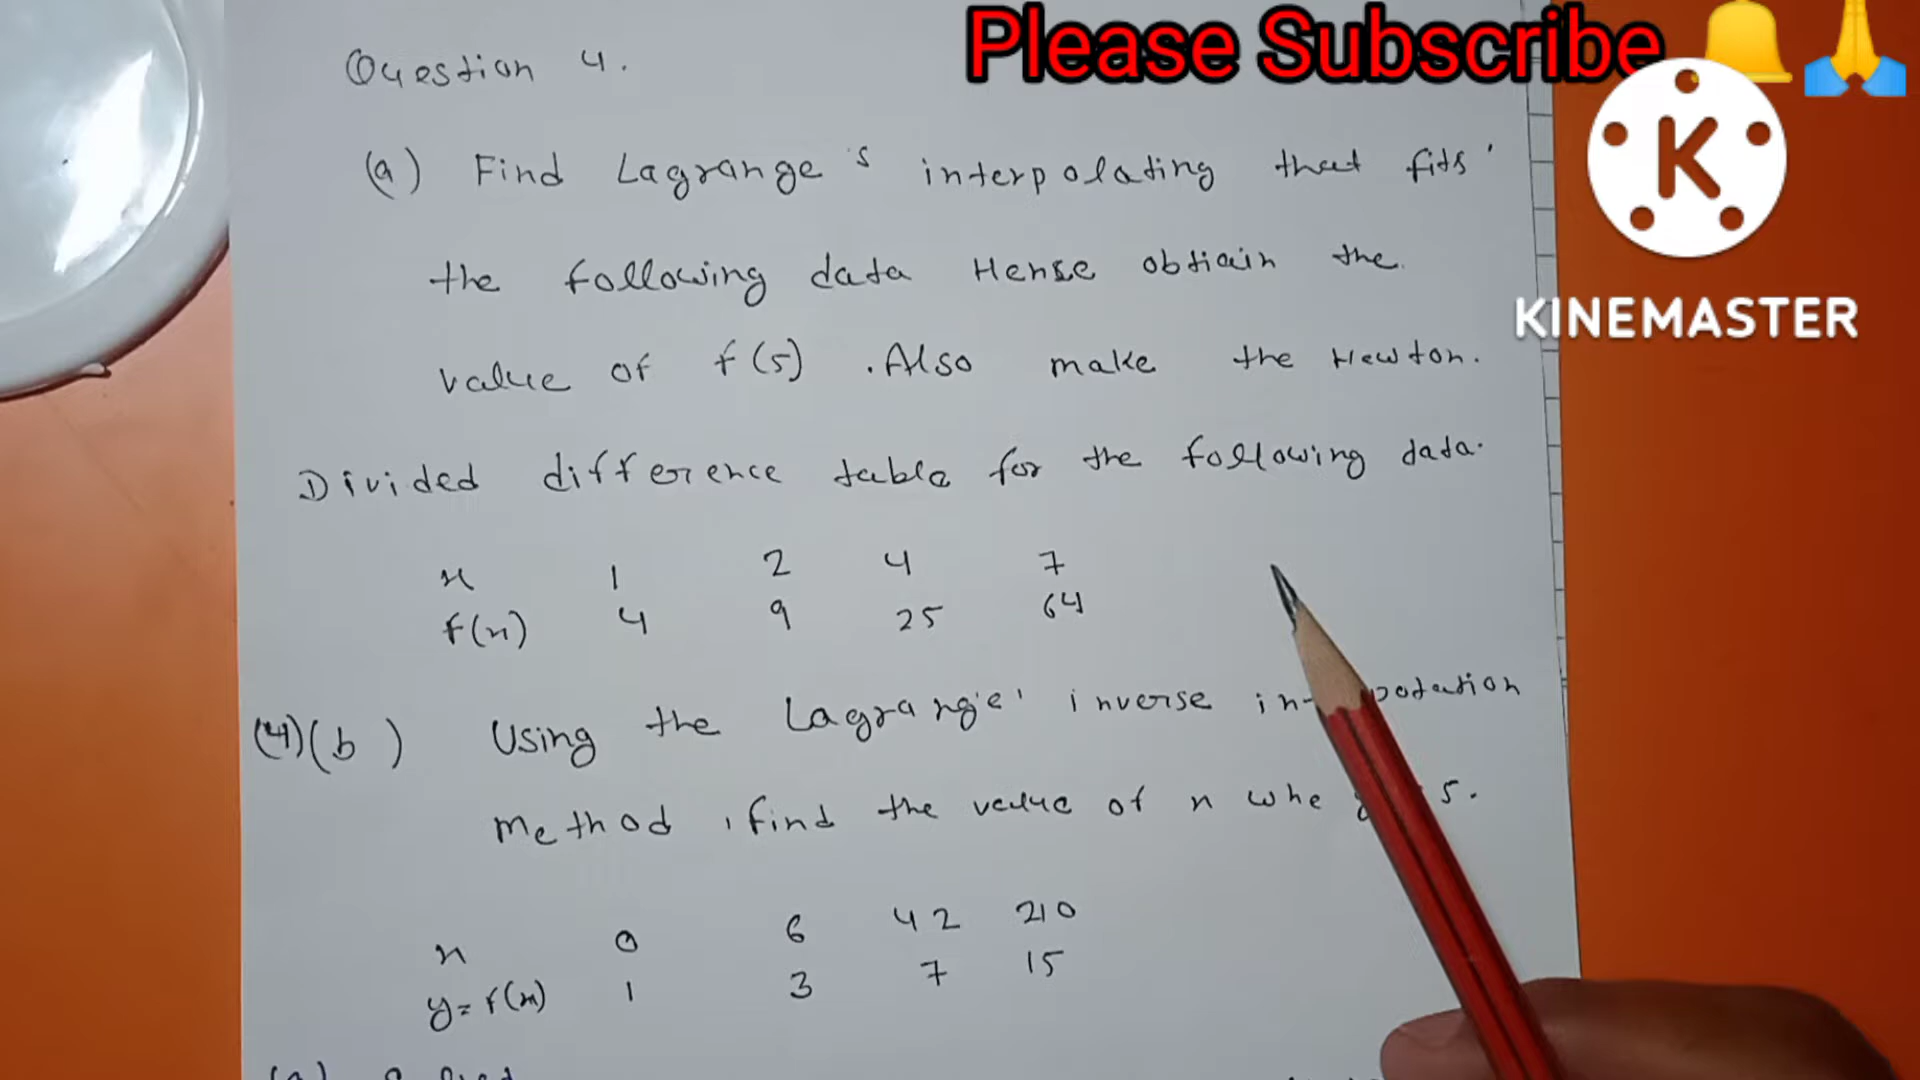 Please Subscribe
Question 4.
K
KINEMASTER
(a) Find Lagrange's interpolating that fits
the following data Hense obtiain the
value of f(5). Also make the Newton.
Divided difference table for the following data.
x 1 2 4 7
f(x) 4 9 25 64
(4)(b) Using the Lagrange' inverse
Method, find the value of x whe 5.
x 0 6 42 210
y=f(x) 1 3 7 15